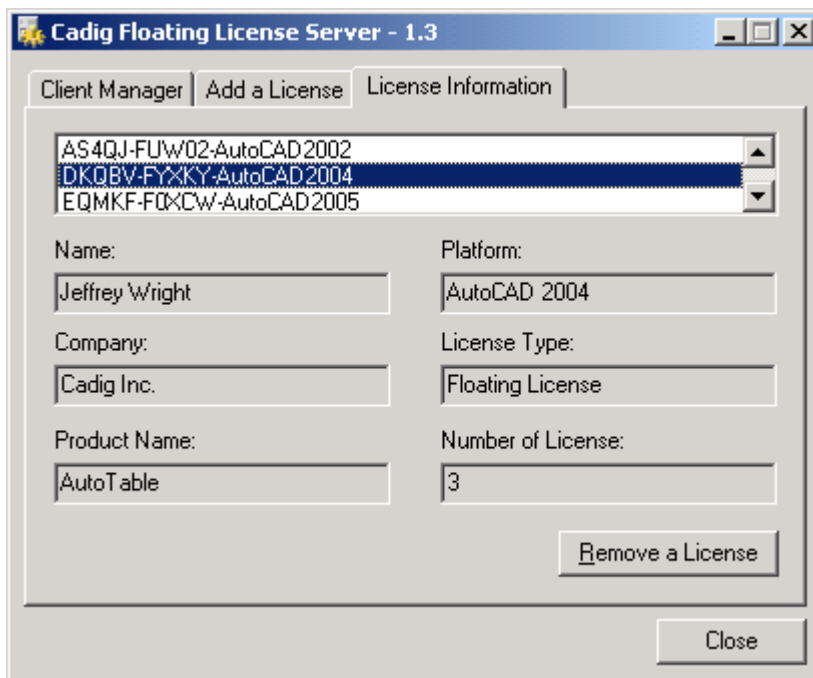 Cadig Floating License Server - 1.3
Client Manager Add a License License Information
AS4QJ-FUW02-AutoCAD2002
DKQBV-FYXKY-AutoCAD2004
EQMKF-F0XCW-AutoCAD2005
Name: Platform:
Jeffrey Wright AutoCAD 2004
Company: License Type:
Cadig Inc. Floating License
Product Name: Number of License:
AutoTable 3
Remove a License
Close